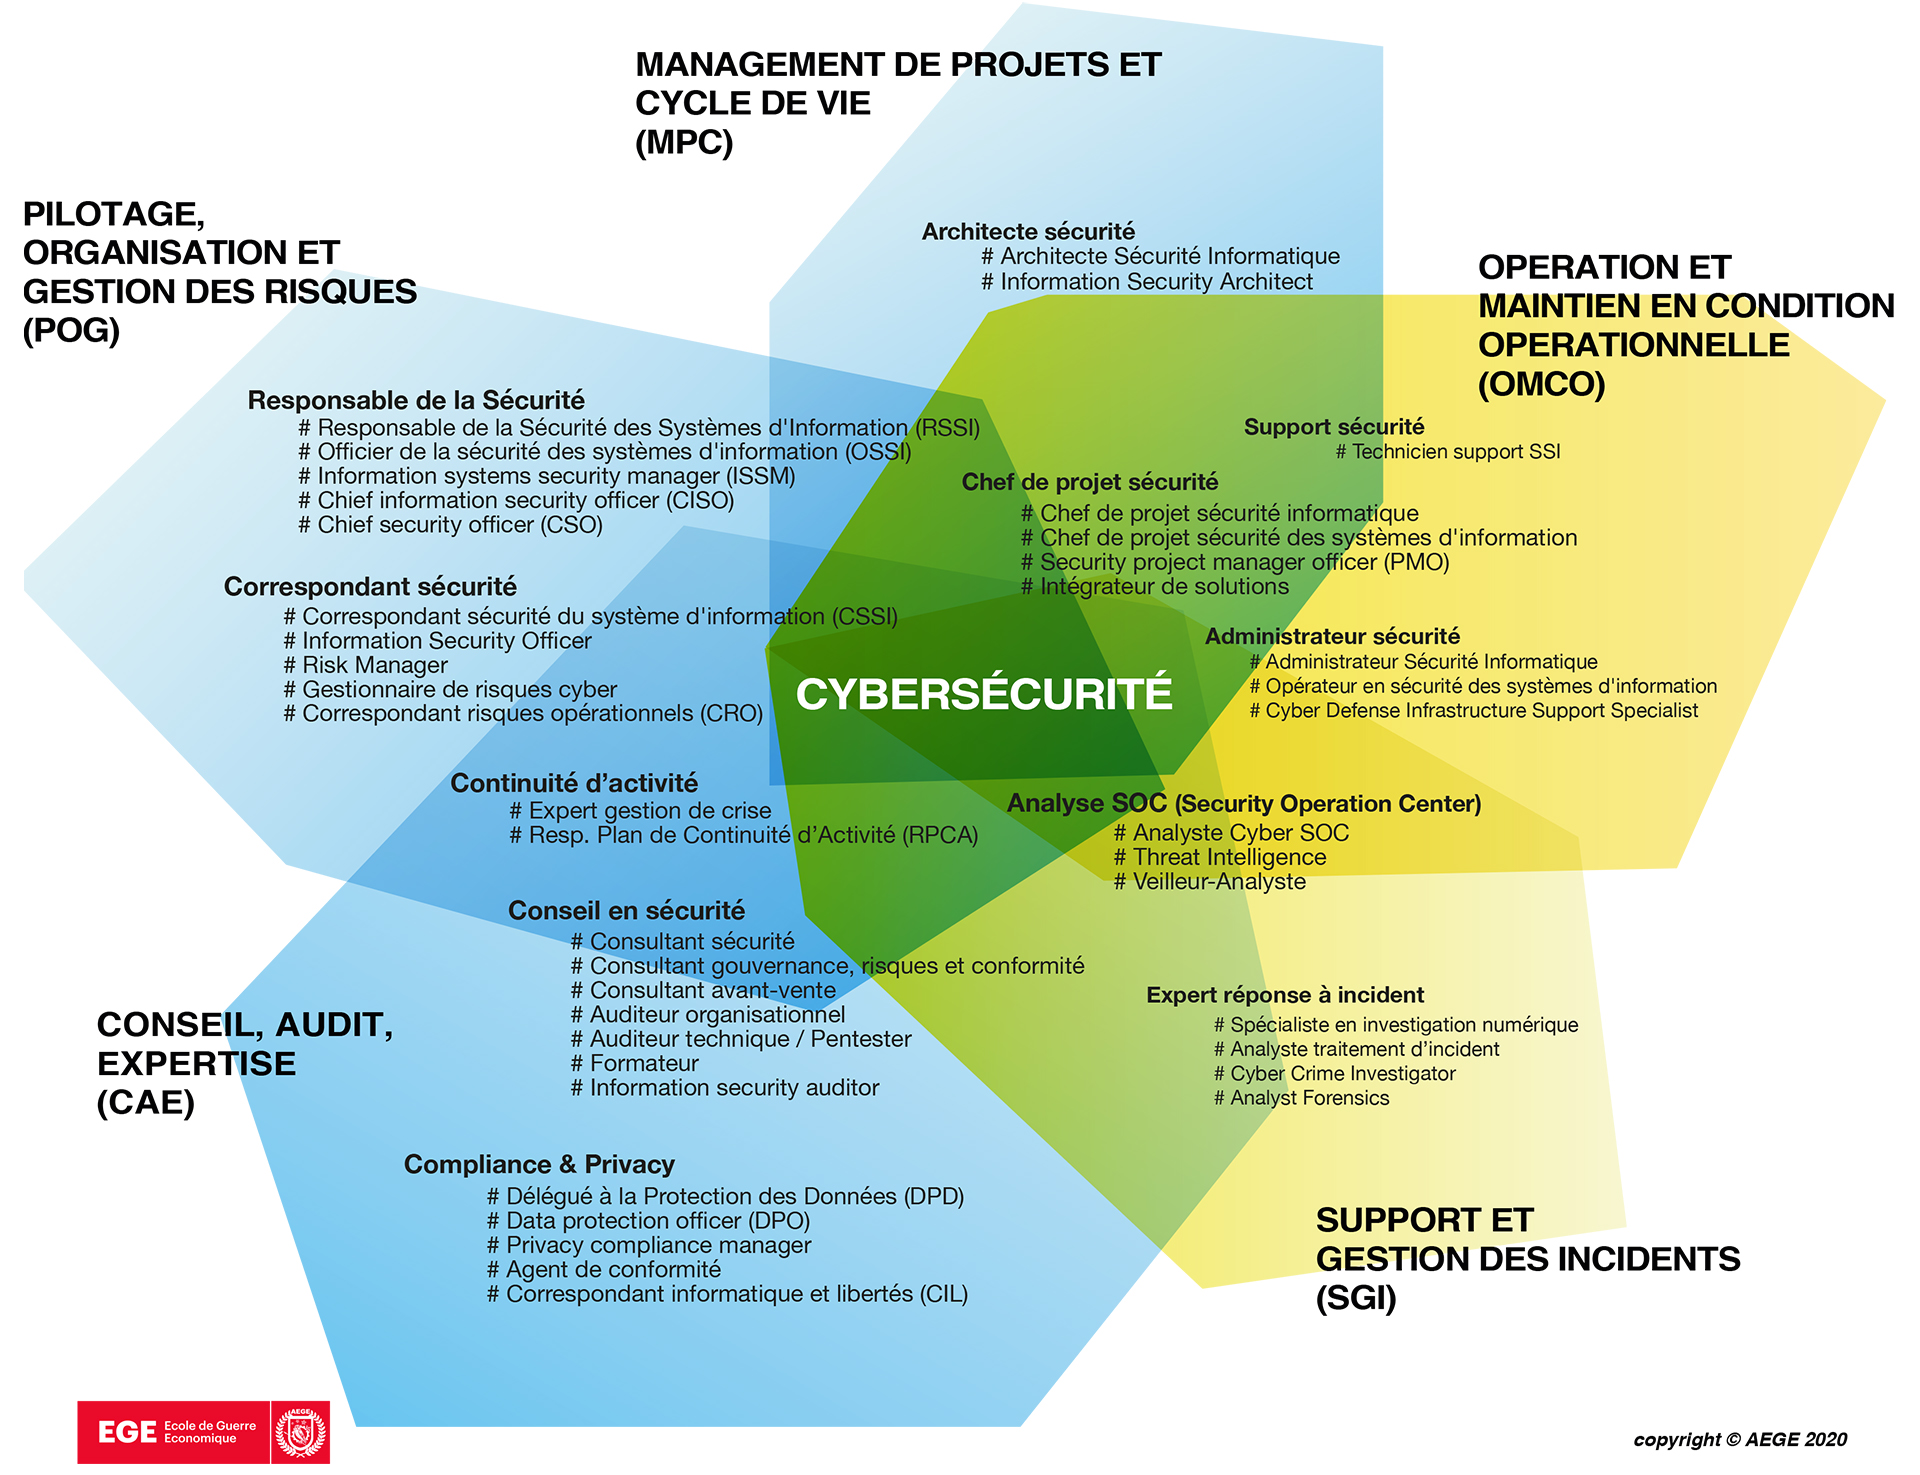 MANAGEMENT DE PROJETS ET
CYCLE DE VIE
(MPC)
PILOTAGE,
ORGANISATION ET
GESTION DES RISQUES
(POG)
Architecte sécurité
# Architecte Sécurité Informatique
# Information Security Architect
OPERATION ET
MAINTIEN EN CONDITION
OPERATIONNELLE
(OMCO)
Responsable de la Sécurité
# Responsable de la Sécurité des Systèmes d'Information (RSSI)
# Officier de la sécurité des systèmes d'information (OSSI)
# Information systems security manager (ISSM)
# Chief information security officer (CISO)
# Chief security officer (CSO)
Support sécurité
# Technicien support SSI
Chef de projet sécurité
# Chef de projet sécurité informatique
# Chef de projet sécurité des systèmes d'information
# Security project manager officer (PMO)
# Intégrateur de solutions
Correspondant sécurité
# Correspondant sécurité du système d'information (CSSI)
# Information Security Officer
# Risk Manager
# Gestionnaire de risques cyber
# Correspondant risques opérationnels (CRO)
Administrateur sécurité
# Administrateur Sécurité Informatique
# Opérateur en sécurité des systèmes d'information
# Cyber Defense Infrastructure Support Specialist
CYBERSÉCURITÉ
Continuité d’activité
# Expert gestion de crise
# Resp. Plan de Continuité d’Activité (RPCA)
Analyse SOC (Security Operation Center)
# Analyste Cyber SOC
# Threat Intelligence
# Veilleur-Analyste
Conseil en sécurité
# Consultant sécurité
# Consultant gouvernance, risques et conformité
# Consultant avant-vente
# Auditeur organisationnel
# Auditeur technique / Pentester
# Formateur
# Information security auditor
Expert réponse à incident
# Spécialiste en investigation numérique
# Analyste traitement d’incident
# Cyber Crime Investigator
# Analyst Forensics
CONSEIL, AUDIT,
EXPERTISE
(CAE)
Compliance & Privacy
# Délégué à la Protection des Données (DPD)
# Data protection officer (DPO)
# Privacy compliance manager
# Agent de conformité
# Correspondant informatique et libertés (CIL)
SUPPORT ET
GESTION DES INCIDENTS
(SGI)
EGE Ecole de Guerre
Economique
AEGE
copyright © AEGE 2020